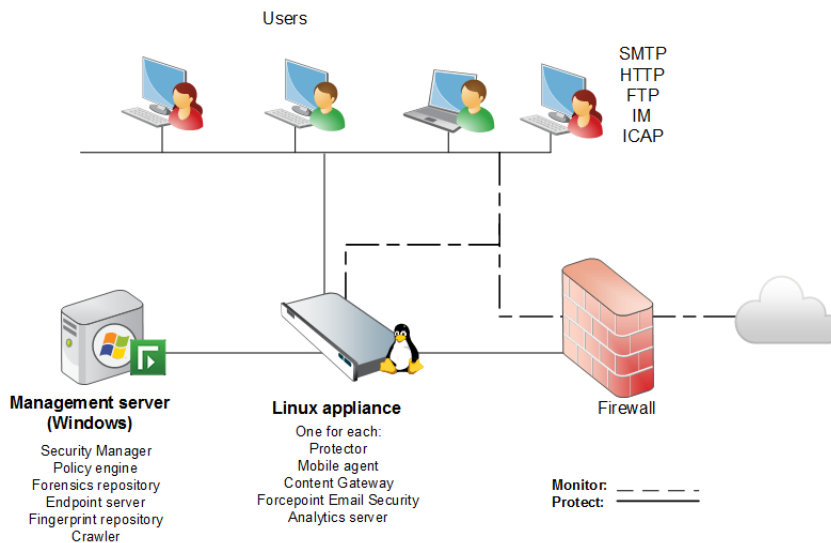 Users
SMTP
HTTP
FTP
IM
ICAP
Management server
(Windows)
Security Manager
Policy engine
Forensics repository
Endpoint server
Fingerprint repository
Crawler
Linux appliance
One for each:
Protector
Mobile agent
Content Gateway
Forcepoint Email Security
Analytics server
Firewall
Monitor:
Protect: